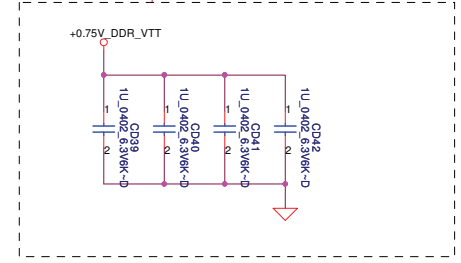 +0.75V_DDR_VTT
1
2
1U_0402_6.3V6K~D
CD39
1
2
1U_0402_6.3V6K~D
CD40
1
2
1U_0402_6.3V6K~D
CD41
1
2
1U_0402_6.3V6K~D
CD42